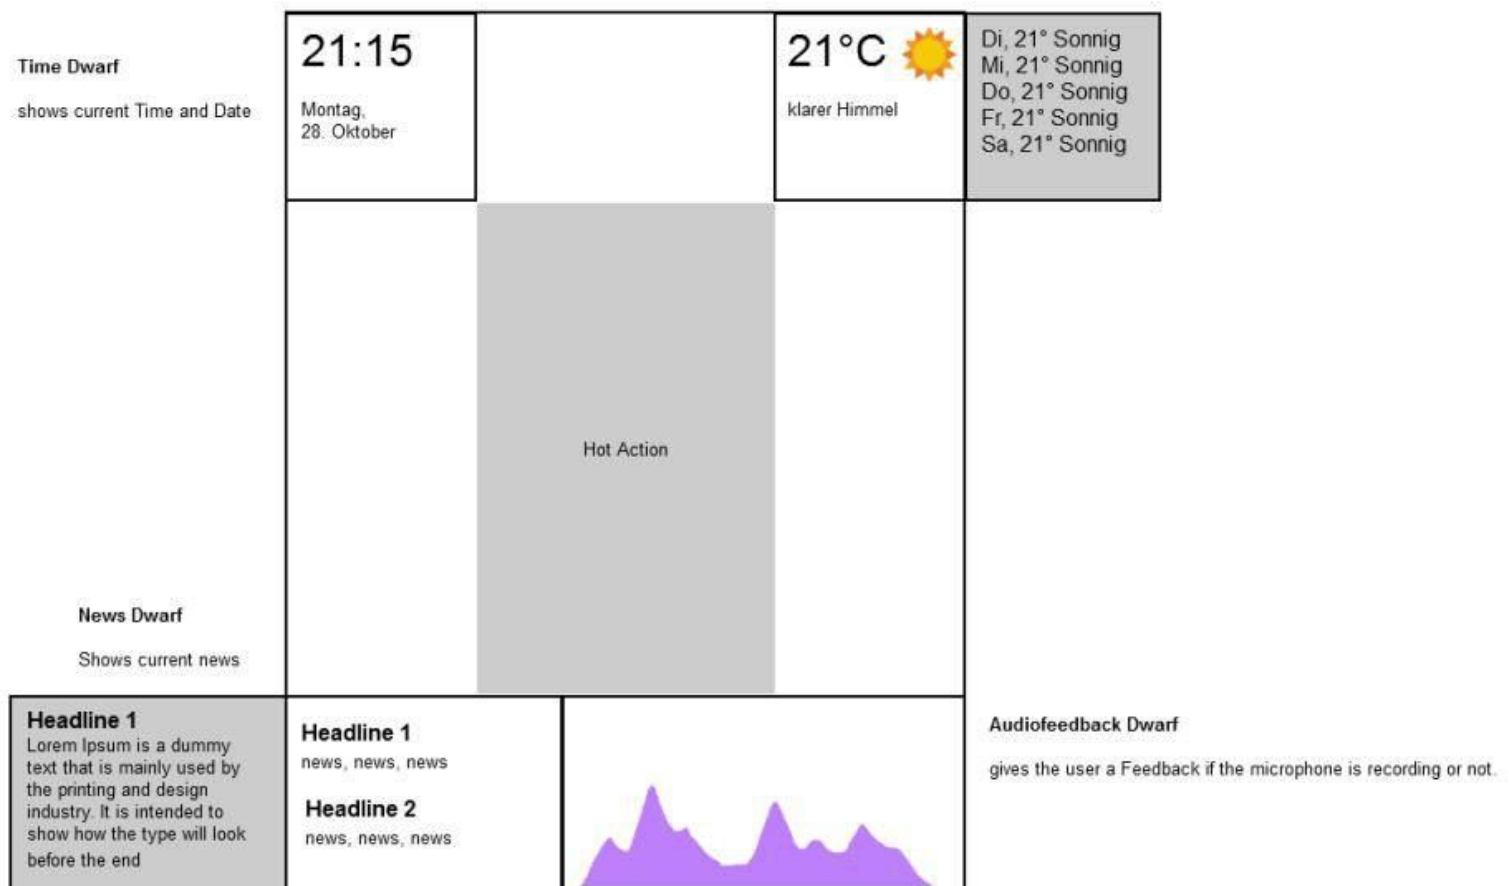 Time Dwarf
shows current Time and Date
21:15
Montag,
28. Oktober
21°C
klarer Himmel
Di, 21° Sonnig
Mi, 21° Sonnig
Do, 21° Sonnig
Fr, 21° Sonnig
Sa, 21° Sonnig
Hot Action
News Dwarf
Shows current news
Headline 1
Lorem Ipsum is a dummy
text that is mainly used by
the printing and design
industry. It is intended to
show how the type will look
before the end
Headline 1
news, news, news
Headline 2
news, news, news
Audiofeedback Dwarf
gives the user a Feedback if the microphone is recording or not.